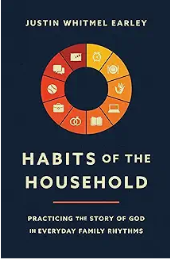 JUSTIN WHITMEL EARLEY
HABITS OF THE
HOUSEHOLD
PRACTICING THE STORY OF GOD
IN EVERYDAY FAMILY RHYTHMS